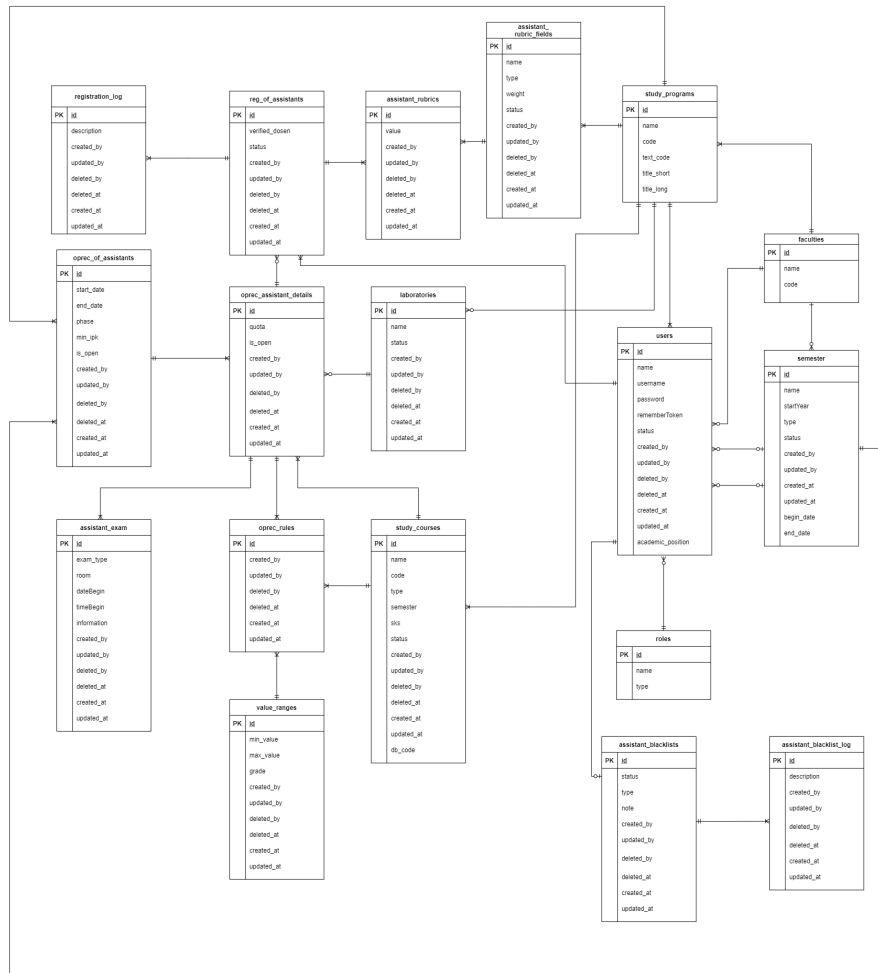 assistant_
rubric_fields
PK id
name
type
weight
status
created_by
updated_by
deleted_by
deleted_at
created_at
updated_at
registration_log
PK id
description
created_by
updated_by
deleted_by
deleted_at
created_at
updated_at
reg_of_assistants
PK id
verified_dosen
status
created_by
updated_by
deleted_by
deleted_at
created_at
updated_at
assistant_rubrics
PK id
value
created_by
updated_by
deleted_by
deleted_at
created_at
updated_at
study_programs
PK id
name
code
text_code
title_short
title_long
faculties
PK id
name
code
oprec_of_assistants
PK id
start_date
end_date
phase
min_ipk
is_open
created_by
updated_by
deleted_by
deleted_at
created_at
updated_at
oprec_assistant_details
PK id
quota
is_open
created_by
updated_by
deleted_by
deleted_at
created_at
updated_at
laboratories
PK id
name
status
created_by
updated_by
deleted_by
deleted_at
created_at
updated_at
users
PK id
name
username
password
rememberToken
status
created_by
updated_by
deleted_by
deleted_at
created_at
updated_at
academic_position
semester
PK id
name
startYear
type
status
created_by
updated_by
created_at
updated_at
begin_date
end_date
assistant_exam
PK id
exam_type
room
dateBegin
timeBegin
information
created_by
updated_by
deleted_by
deleted_at
created_at
updated_at
oprec_rules
PK id
created_by
updated_by
deleted_by
deleted_at
created_at
updated_at
study_courses
PK id
name
code
type
semester
sks
status
created_by
updated_by
deleted_by
deleted_at
created_at
updated_at
db_code
roles
PK id
name
type
value_ranges
PK id
min_value
max_value
grade
created_by
updated_by
deleted_by
deleted_at
created_at
updated_at
assistant_blacklists
PK id
status
type
note
created_by
updated_by
deleted_by
deleted_at
created_at
updated_at
assistant_blacklist_log
PK id
description
created_by
updated_by
deleted_by
deleted_at
created_at
updated_at